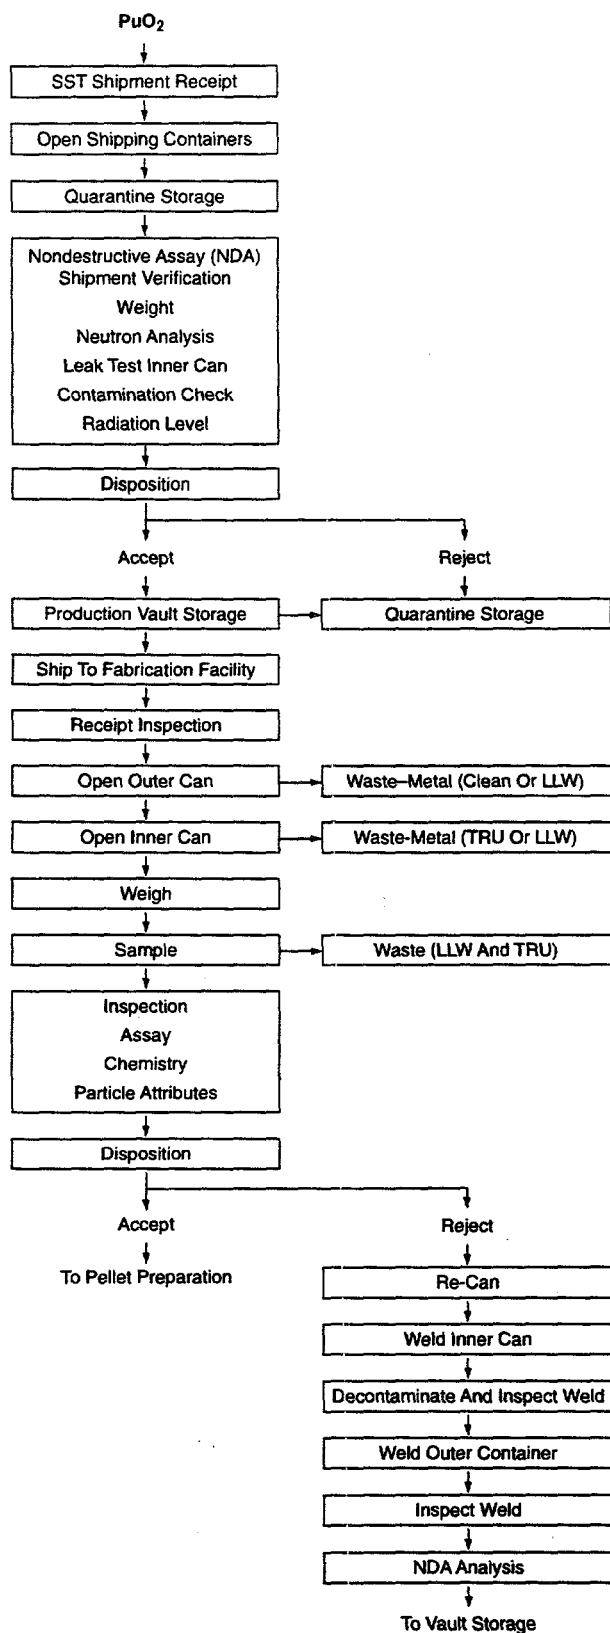 PuO2
SST Shipment Receipt
Open Shipping Containers
Quarantine Storage
Nondestructive Assay (NDA)
Shipment Verification
Weight
Neutron Analysis
Leak Test Inner Can
Contamination Check
Radiation Level
Disposition
Accept
Reject
Production Vault Storage
Quarantine Storage
Ship To Fabrication Facility
Receipt Inspection
Open Outer Can
Waste–Metal (Clean Or LLW)
Open Inner Can
Waste-Metal (TRU Or LLW)
Weigh
Sample
Waste (LLW And TRU)
Inspection
Assay
Chemistry
Particle Attributes
Disposition
Accept
Reject
To Pellet Preparation
Re-Can
Weld Inner Can
Decontaminate And Inspect Weld
Weld Outer Container
Inspect Weld
NDA Analysis
To Vault Storage